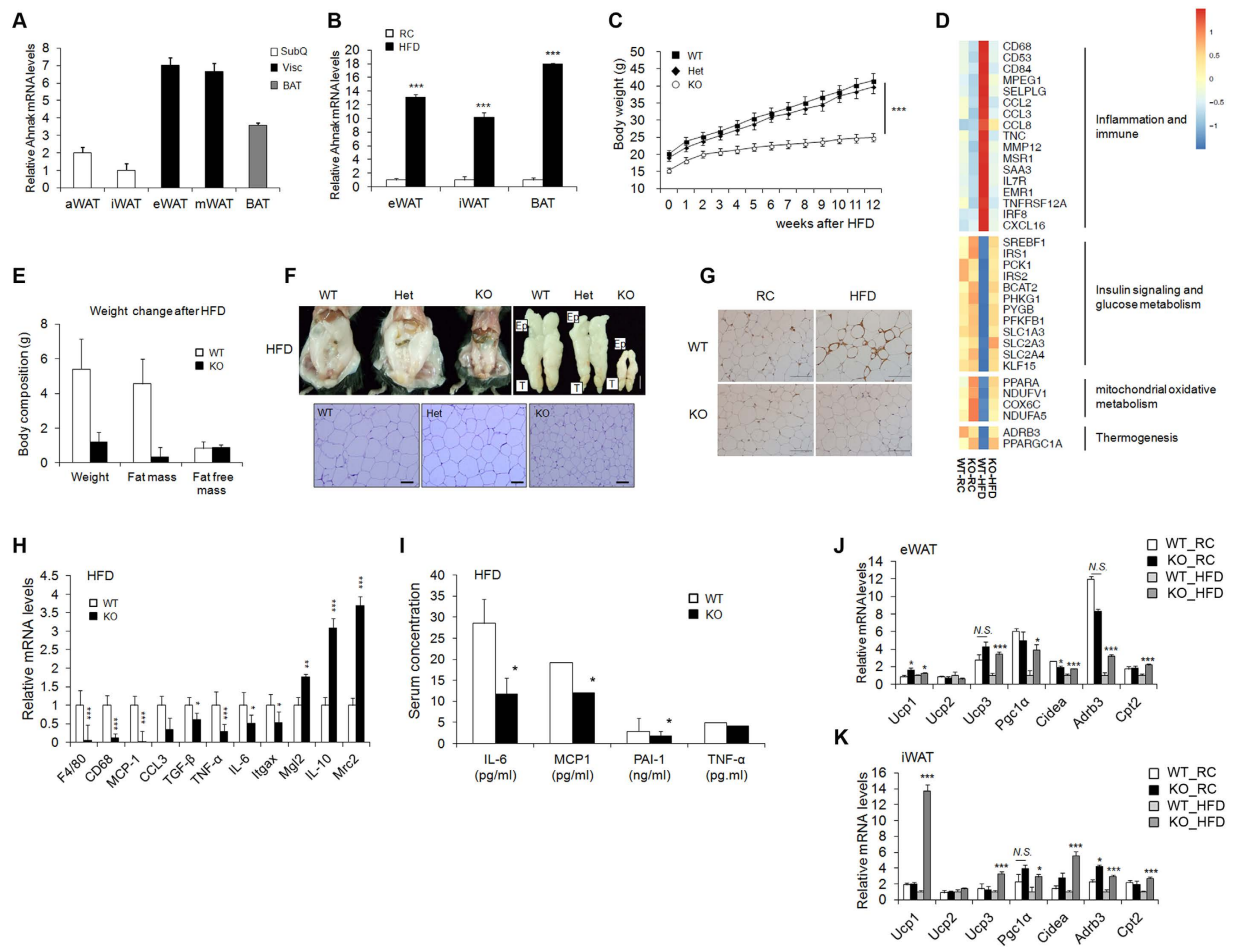 A
Relative Ahnak mRNA levels
8
7
6
5
4
3
2
1
0
SubQ
Visc
BAT
aWAT iWAT eWAT mWAT BAT
B
Relative Ahnak mRNA levels
20
18
16
14
12
10
8
6
4
2
0
RC
HFD
***
***
***
eWAT iWAT BAT
C
Body weight (g)
50
45
40
35
30
25
20
15
10
WT
Het
KO
***
0 1 2 3 4 5 6 7 8 9 10 11 12
weeks after HFD
D
CD68
CD53
CD84
MPEG1
SELPLG
CCL2
CCL3
CCL8
TNC
MMP12
MSR1
SAA3
IL7R
EMR1
TNFRSF12A
IRF8
CXCL16
Inflammation and
immune
SREBF1
IRS1
PCK1
IRS2
BCAT2
PHKG1
PYGB
PFKFB1
SLC1A3
SLC2A3
SLC2A4
KLF15
Insulin signaling and
glucose metabolism
PPARA
NDUFV1
COX6C
NDUFA5
mitochondrial oxidative
metabolism
ADRB3
PPARGC1A
Thermogenesis
WT-RC
KO-RC
WT-HFD
KO-HFD
1
0.5
0
−0.5
−1
E
Weight change after HFD
Body composition (g)
8
6
4
2
0
WT
KO
Weight Fat mass Fat free
mass
F
WT Het KO WT Het KO
HFD
Ep Ep Ep
T T T
WT Het KO
G
RC HFD
WT
KO
H
HFD
Relative mRNA levels
4.5
4
3.5
3
2.5
2
1.5
1
0.5
0
WT
KO
***
***
***
*
***
*
*
**
***
***
F4/80
CD68
MCP-1
CCL3
TGF-β
TNF-α
IL-6
Itgax
Mgl2
IL-10
Mrc2
I
HFD
Serum concentration
40
35
30
25
20
15
10
5
0
WT
KO
*
*
*
IL-6 MCP1 PAI-1 TNF-α
(pg/ml) (pg/ml) (ng/ml) (pg.ml)
J
eWAT
Relative mRNA levels
14
12
10
8
6
4
2
0
WT_RC
KO_RC
WT_HFD
KO_HFD
* *
N.S. ***
*
* ***
N.S. ***
***
Ucp1
Ucp2
Ucp3
Pgc1α
Cidea
Adrb3
Cpt2
K
iWAT
Relative mRNA levels
16
14
12
10
8
6
4
2
0
WT_RC
KO_RC
WT_HFD
KO_HFD
***
***
N.S. *
***
* ***
***
Ucp1
Ucp2
Ucp3
Pgc1α
Cidea
Adrb3
Cpt2